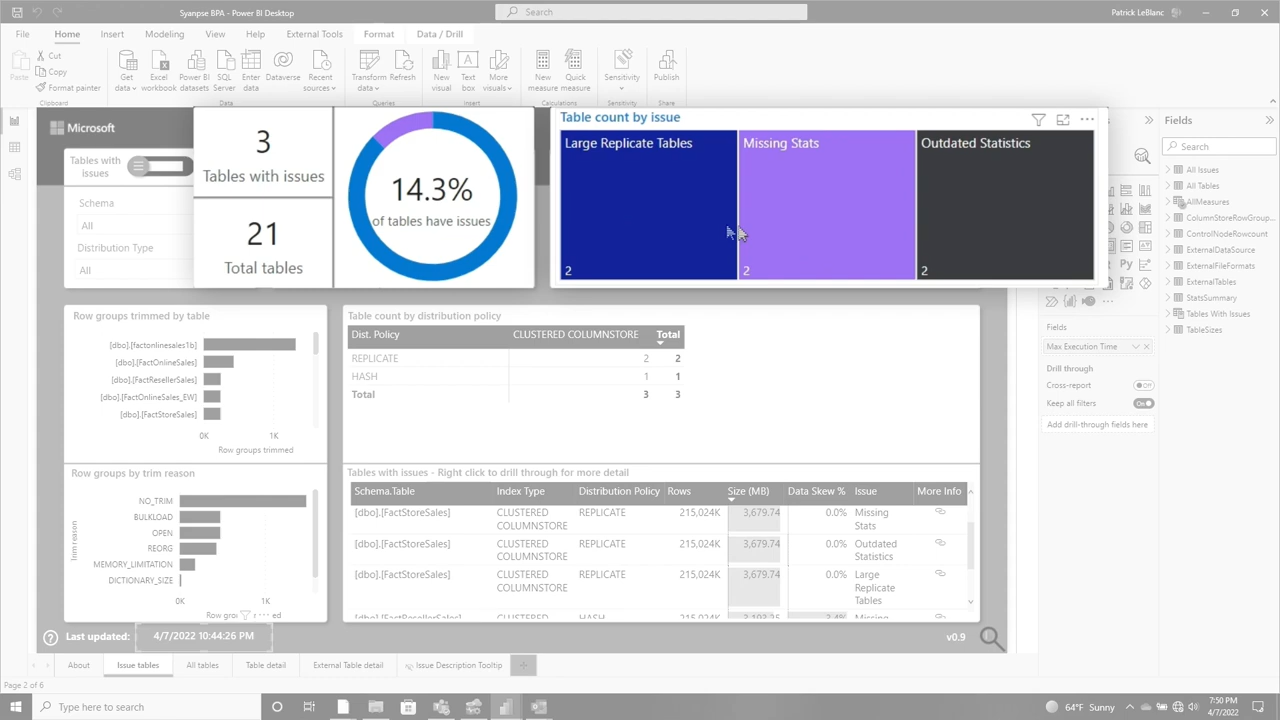 Syanpse BPA - Power BI Desktop
Search
Patrick LeBlanc
File Home Insert Modeling View Help External Tools Format Data / Drill
Paste
Cut
Copy
Format painter
Get data
Excel workbook
Power BI datasets
SQL Server
Enter data
Dataverse
Recent sources
Transform data
Refresh
New visual
Text box
More visuals
New measure
Quick measure
Sensitivity
Publish
Clipboard
Data
Queries
Insert
Calculations
Sensitivity
Share
Microsoft
Tables with Issues
Schema
All
Distribution Type
All
3
Tables with issues
21
Total tables
14.3%
of tables have issues
Table count by issue
Large Replicate Tables
2
Missing Stats
2
Outdated Statistics
2
Row groups trimmed by table
[dbo].[factonlinesales1b]
[dbo].[FactOnlineSales]
[dbo].[FactResellerSales]
[dbo].[FactOnlineSales_EW]
[dbo].[FactStoreSales]
0K 1K
Row groups trimmed
Row groups by trim reason
Trim reason
NO_TRIM
BULKLOAD
OPEN
REORG
MEMORY_LIMITATION
DICTIONARY_SIZE
0K 1K
Table count by distribution policy
Dist. Policy CLUSTERED COLUMNSTORE Total
REPLICATE 2 2
HASH 1 1
Total 3 3
Tables with issues - Right click to drill through for more detail
Schema.Table Index Type Distribution Policy Rows Size (MB) Data Skew % Issue More Info
[dbo].[FactStoreSales] CLUSTERED COLUMNSTORE REPLICATE 215,024K 3,679.74 0.0% Missing Stats
[dbo].[FactStoreSales] CLUSTERED COLUMNSTORE REPLICATE 215,024K 3,679.74 0.0% Outdated Statistics
[dbo].[FactStoreSales] CLUSTERED COLUMNSTORE REPLICATE 215,024K 3,679.74 0.0% Large Replicate Tables
Last updated: 4/7/2022 10:44:26 PM
v0.9
Fields
Max Execution Time
Drill through
Cross-report Off
Keep all filters On
Add drill-through fields here
Fields
Search
All Issues
All Tables
AllMeasures
ColumnStoreRowGroup...
ControlNodeRowcount
ExternalDataSource
ExternalFileFormats
ExternalTables
StatsSummary
Tables With Issues
TableSizes
About Issue tables All tables Table detail External Table detail Issue Description Tooltip
Page 2 of 6
Type here to search
64°F Sunny
7:50 PM
4/7/2022